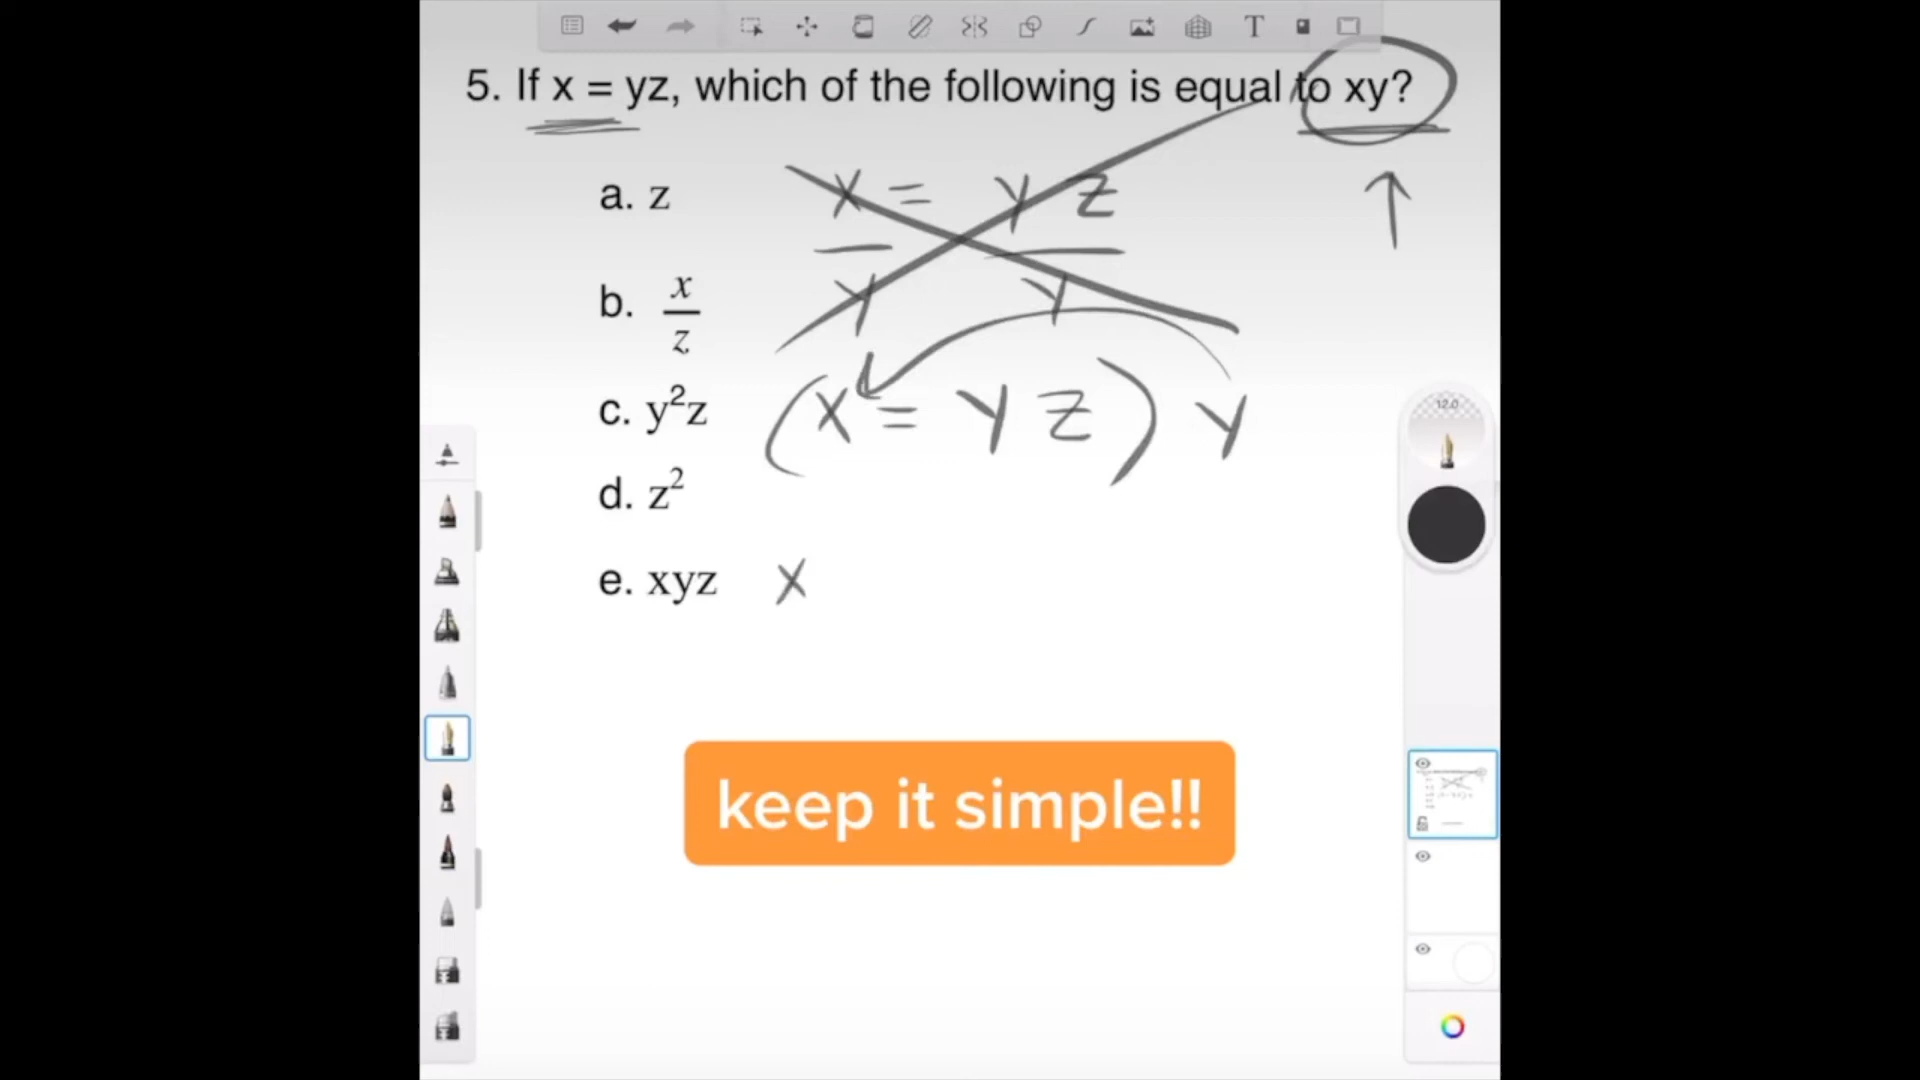 5. If x = yz, which of the following is equal to xy?
a. z
x = y z
y y
b. x/z
c. y²z
(x = y z) y
d. z²
e. xyz x
keep it simple!!
12.0
T